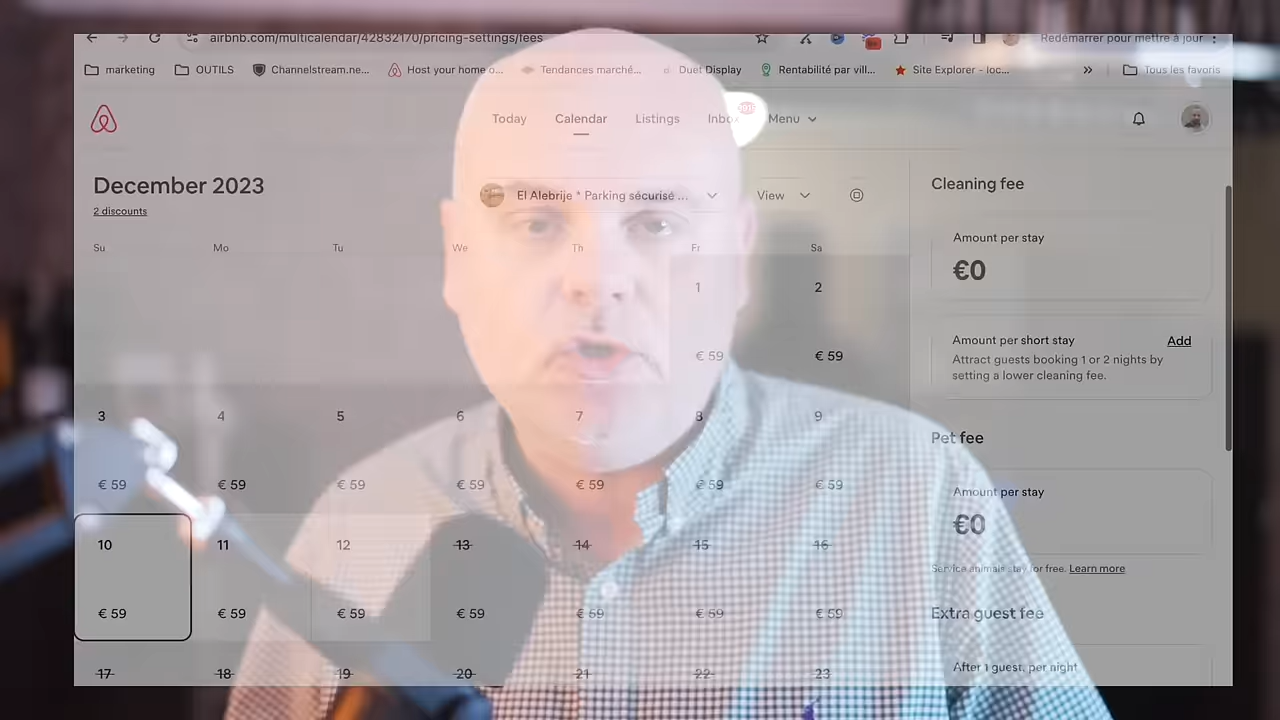 airbnb.com/multicalendar/42832170/pricing-settings/fees
Redémarrer pour mettre à jour
marketing
OUTILS
Channelstream.ne...
Host your home o...
Tendances marché...
Duet Display
Rentabilité par vill...
Site Explorer - loc...
Tous les favoris
Today
Calendar
Listings
Inbox
Menu
December 2023
2 discounts
El Alebrije * Parking sécurisé ...
View
Su Mo Tu We Th Fr Sa
1 2
€ 59 € 59
3 4 5 6 7 8 9
€ 59 € 59 € 59 € 59 € 59 € 59 € 59
10 11 12 13 14 15 16
€ 59 € 59 € 59 € 59 € 59 € 59 € 59
17 18 19 20 21 22 23
Cleaning fee
Amount per stay
€0
Amount per short stay
Add
Attract guests booking 1 or 2 nights by
setting a lower cleaning fee.
Pet fee
Amount per stay
€0
Service animals stay for free. Learn more
Extra guest fee
After 1 guest, per night